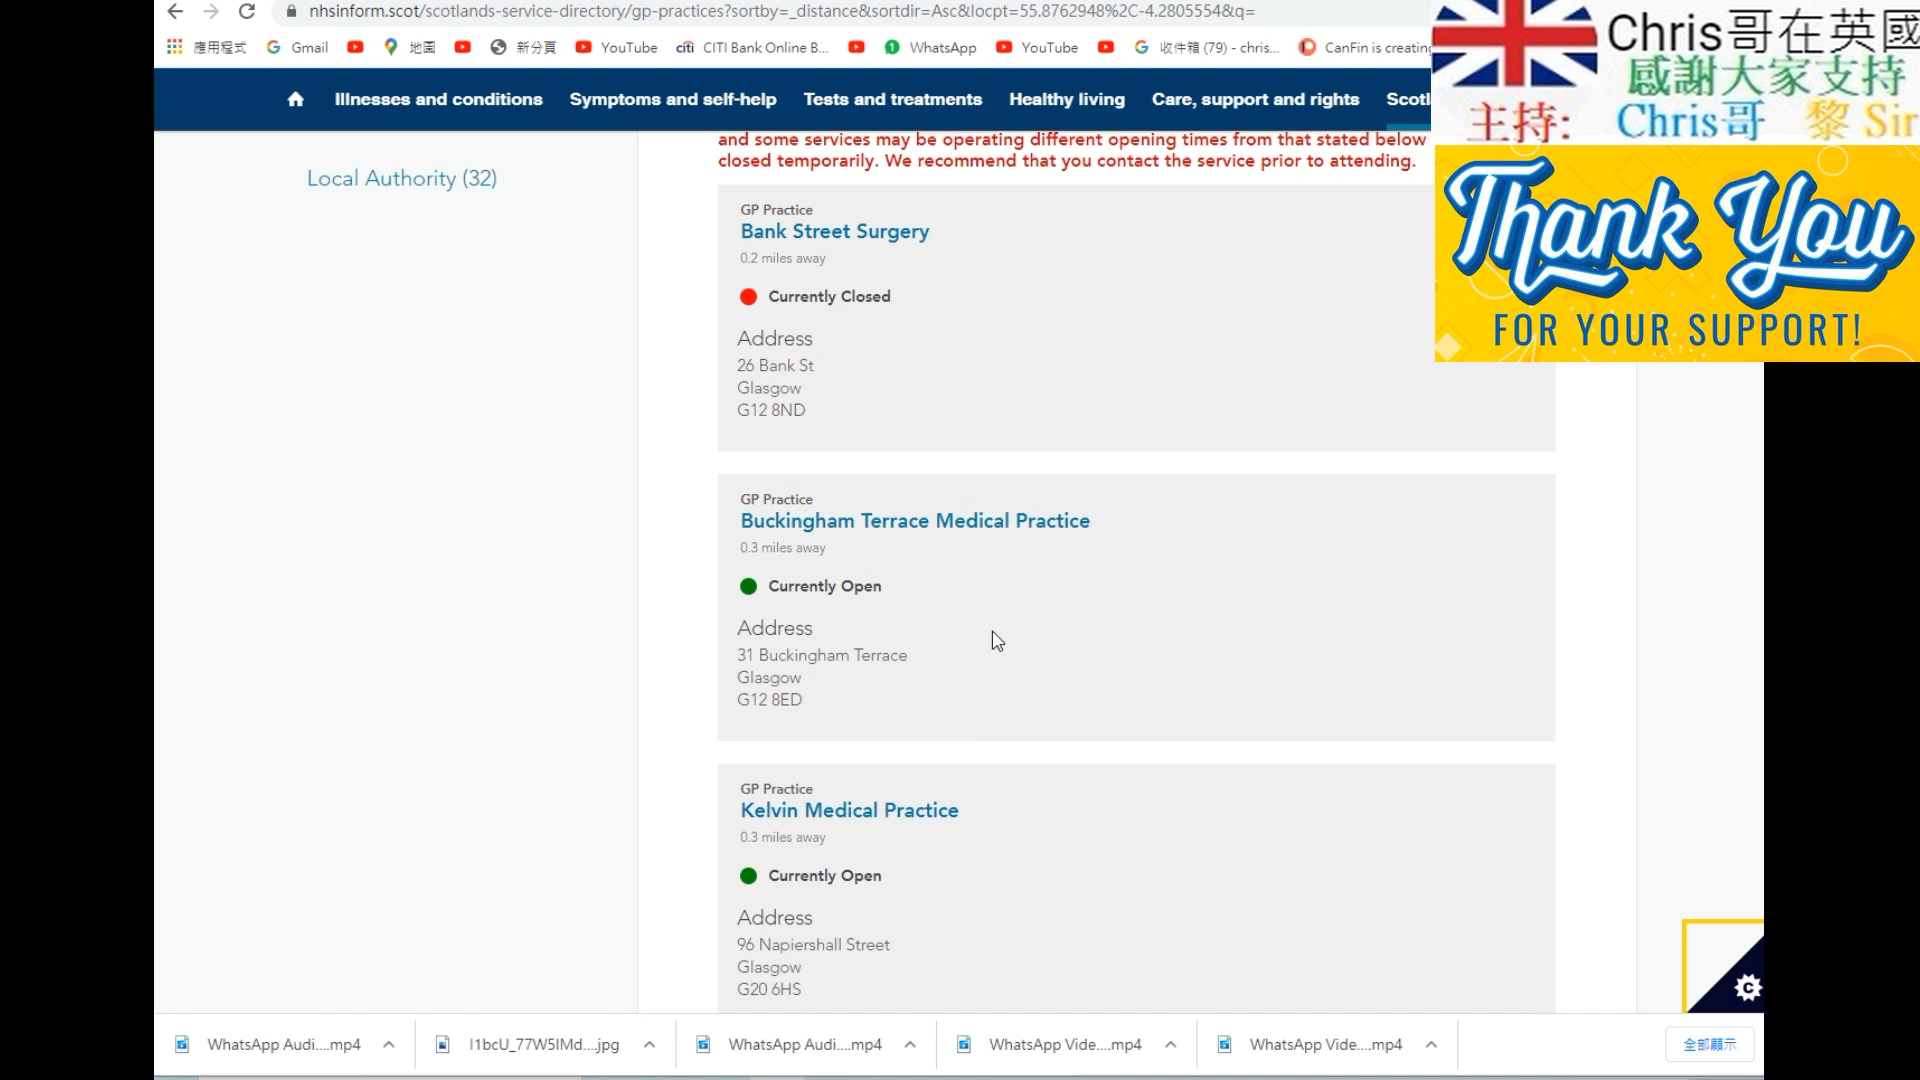 nhsinform.scot/scotlands-service-directory/gp-practices?sortby=_distance&sortdir=Asc&locpt=55.8762948%2C-4.2805554&q=
應用程式 Gmail 地圖 新分頁 YouTube citi CITI Bank Online B... WhatsApp YouTube 收件箱 (79) - chris... CanFin is creating
Chris哥在英國
感謝大家支持
主持: Chris哥 黎 Sir
Illnesses and conditions Symptoms and self-help Tests and treatments Healthy living Care, support and rights Scotl
and some services may be operating different opening times from that stated below
closed temporarily. We recommend that you contact the service prior to attending.
Local Authority (32)
Thank You
FOR YOUR SUPPORT!
GP Practice
Bank Street Surgery
0.2 miles away
Currently Closed
Address
26 Bank St
Glasgow
G12 8ND
GP Practice
Buckingham Terrace Medical Practice
0.3 miles away
Currently Open
Address
31 Buckingham Terrace
Glasgow
G12 8ED
GP Practice
Kelvin Medical Practice
0.3 miles away
Currently Open
Address
96 Napiershall Street
Glasgow
G20 6HS
C
WhatsApp Audi....mp4 I1bcU_77W5IMd....jpg WhatsApp Audi....mp4 WhatsApp Vide....mp4 WhatsApp Vide....mp4 全部顯示